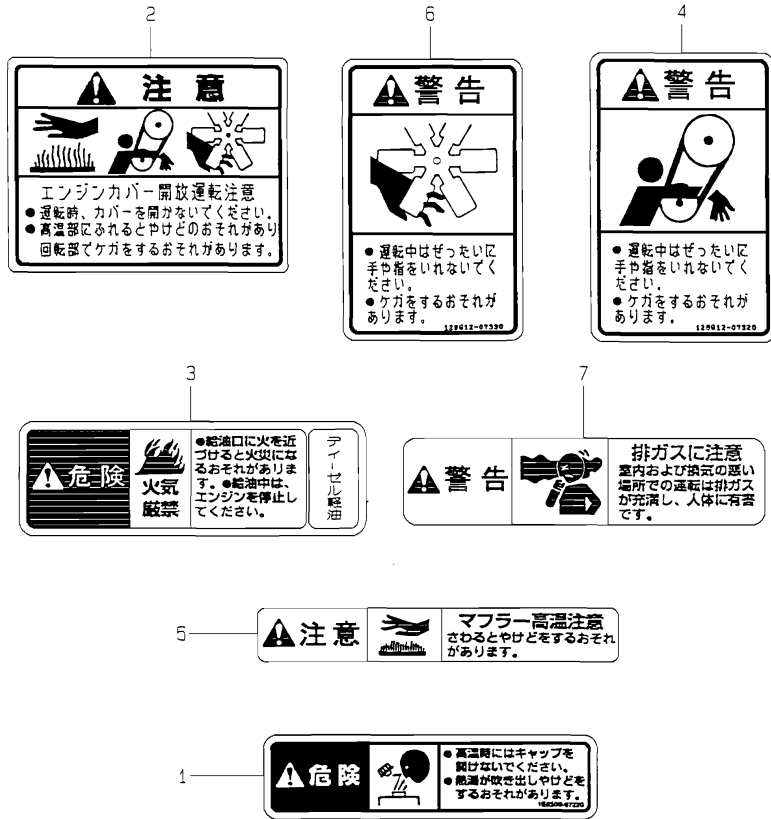 2
6
4
注意
エンジンカバー開放運転注意
● 運転時、カバーを開かないでください。
● 高温部にふれるとやけどのおそれがあり
回転部でケガをするおそれがあります。
警告
● 運転中はぜったいに
手や指をいれないでく
ださい。
● ケガをするおそれが
あります。
128612-07330
警告
● 運転中はぜったいに
手や指をいれないでく
ださい。
● ケガをするおそれが
あります。
128612-07320
3
7
危険
火気
厳禁
●給油口に火を近
づけると火災にな
るおそれがありま
す。●給油中は、
エンジンを停止し
てください。
ディーゼル軽油
警告
排ガスに注意
室内および換気の悪い
場所での運転は排ガス
が充満し、人体に有害
です。
5
注意
マフラー高温注意
さわるとやけどをするおそれ
があります。
1
危険
●高温時にはキャップを
開けないでください。
● 熱湯が吹き出しやけどを
するおそれがあります。